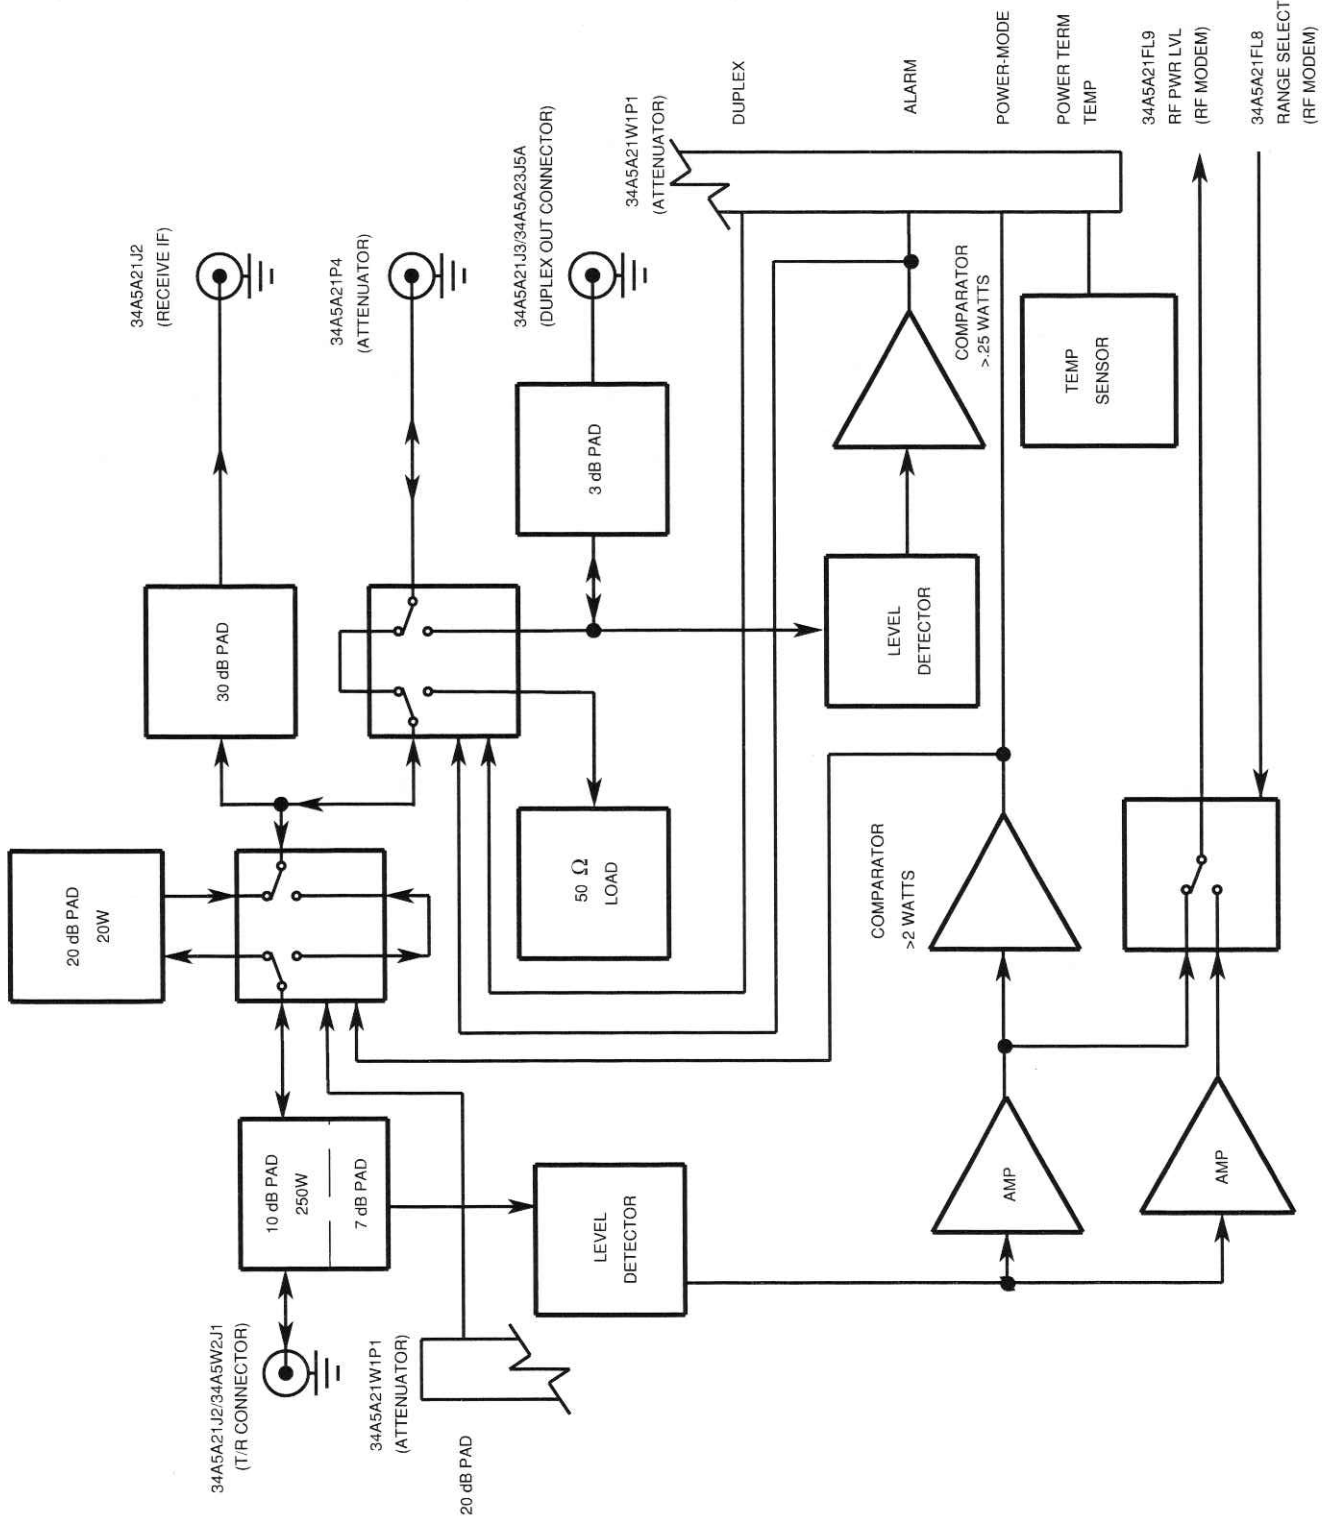 34A5A21J2/34A5W2J1
(T/R CONNECTOR)
10 dB PAD
250W
7 dB PAD
20 dB PAD
20W
30 dB PAD
34A5A21J2
(RECEIVE IF)
34A5A21P4
(ATTENUATOR)
34A5A21J3/34A5A23J5A
(DUPLEX OUT CONNECTOR)
3 dB PAD
50 Ω
LOAD
34A5A21W1P1
(ATTENUATOR)
20 dB PAD
LEVEL
DETECTOR
LEVEL
DETECTOR
COMPARATOR
>.25 WATTS
34A5A21W1P1
(ATTENUATOR)
DUPLEX
ALARM
POWER-MODE
POWER TERM
TEMP
TEMP
SENSOR
COMPARATOR
>2 WATTS
AMP
AMP
34A5A21FL9
RF PWR LVL
(RF MODEM)
34A5A21FL8
RANGE SELECT
(RF MODEM)